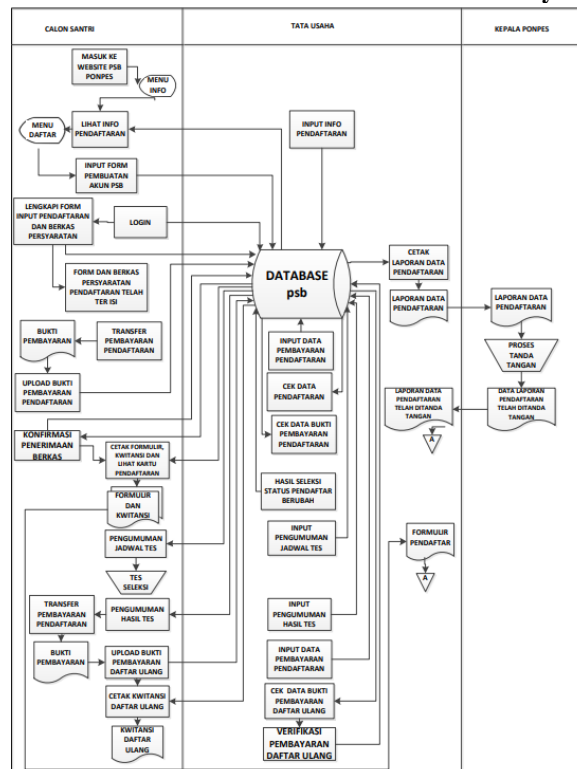 CALON SANTRI
TATA USAHA
KEPALA PONPES
MASUK KE
WEBSITE PSB
PONPES
MENU
INFO
LIHAT INFO
PENDAFTARAN
MENU
DAFTAR
INPUT FORM
PEMBUATAN
AKUN PSB
LENGKAPI FORM
INPUT PENDAFTARAN
DAN BERKAS
PERSYARATAN
LOGIN
FORM DAN BERKAS
PERSYARATAN
PENDAFTARAN TELAH
TER ISI
BUKTI
PEMBAYARAN
TRANSFER
PEMBAYARAN
PENDAFTARAN
UPLOAD BUKTI
PEMBAYARAN
PENDAFTARAN
KONFIRMASI
PENERIMAAN
BERKAS
CETAK FORMULIR,
KWITANSI DAN
LIHAT KARTU
PENDAFTARAN
FORMULIR
DAN
KWITANSI
PENGUMUMAN
JADWAL TES
TES
SELEKSI
TRANSFER
PEMBAYARAN
PENDAFTARAN
PENGUMUMAN
HASIL TES
BUKTI
PEMBAYARAN
UPLOAD BUKTI
PEMBAYARAN
DAFTAR ULANG
CETAK KWITANSI
DAFTAR ULANG
KWITANSI
DAFTAR
ULANG
INPUT INFO
PENDAFTARAN
DATABASE
psb
INPUT DATA
PEMBAYARAN
PENDAFTARAN
CEK DATA
PENDAFTARAN
CEK DATA BUKTI
PEMBAYARAN
PENDAFTARAN
HASIL SELEKSI
STATUS PENDAFTAR
BERUBAH
INPUT
PENGUMUMAN
JADWAL TES
INPUT
PENGUMUMAN
HASIL TES
INPUT DATA
PEMBAYARAN
PENDAFTARAN
CEK DATA BUKTI
PEMBAYARAN
DAFTAR ULANG
VERIFIKASI
PEMBAYARAN
DAFTAR ULANG
CETAK
LAPORAN DATA
PENDAFTARAN
LAPORAN DATA
PENDAFTARAN
LAPORAN DATA
PENDAFTARAN
TELAH DITANDA
TANGAN
A
FORMULIR
PENDAFTAR
A
LAPORAN DATA
PENDAFTARAN
PROSES
TANDA
TANGAN
DATA LAPORAN
PENDAFTARAN
TELAH DITANDA
TANGAN